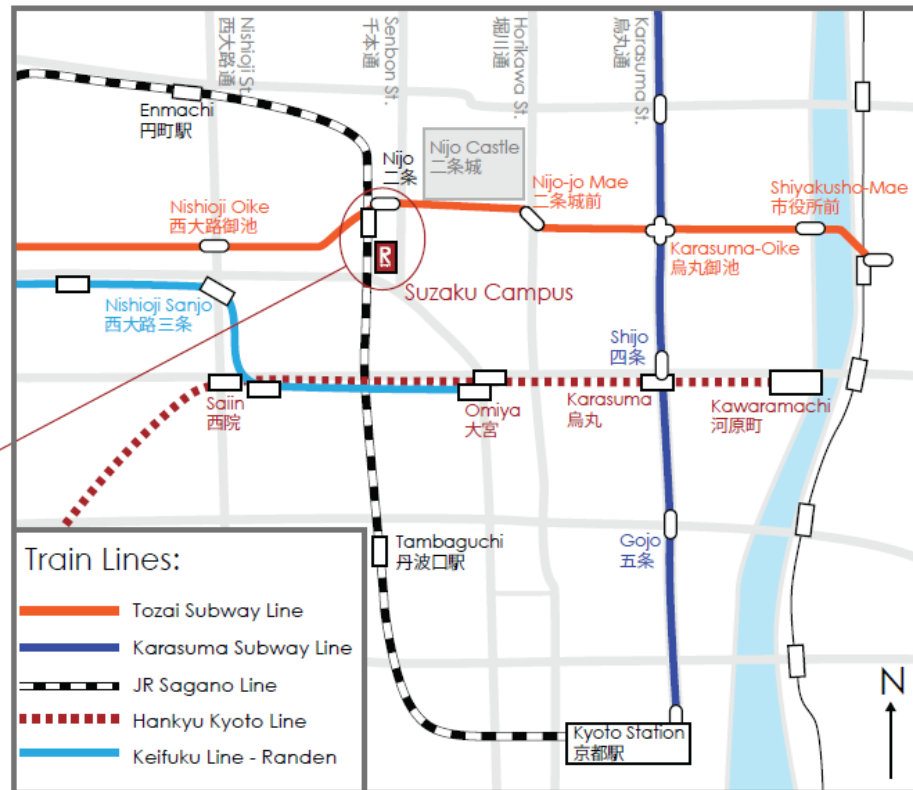 Nishioji St.
西大路通
Senbon St.
千本通
Horikawa St.
堀川通
Karasuma St.
烏丸通
Enmachi
円町駅
Nijo
二条
Nijo Castle
二条城
Nishioji Oike
西大路御池
Nijo-jo Mae
二条城前
Shiyakusho-Mae
市役所前
Karasuma-Oike
烏丸御池
R
Suzaku Campus
Nishioji Sanjo
西大路三条
Shijo
四条
Saiin
西院
Omiya
大宮
Karasuma
烏丸
Kawaramachi
河原町
Tambaguchi
丹波口駅
Gojo
五条
Kyoto Station
京都駅
Train Lines:
Tozai Subway Line
Karasuma Subway Line
JR Sagano Line
Hankyu Kyoto Line
Keifuku Line - Randen
N